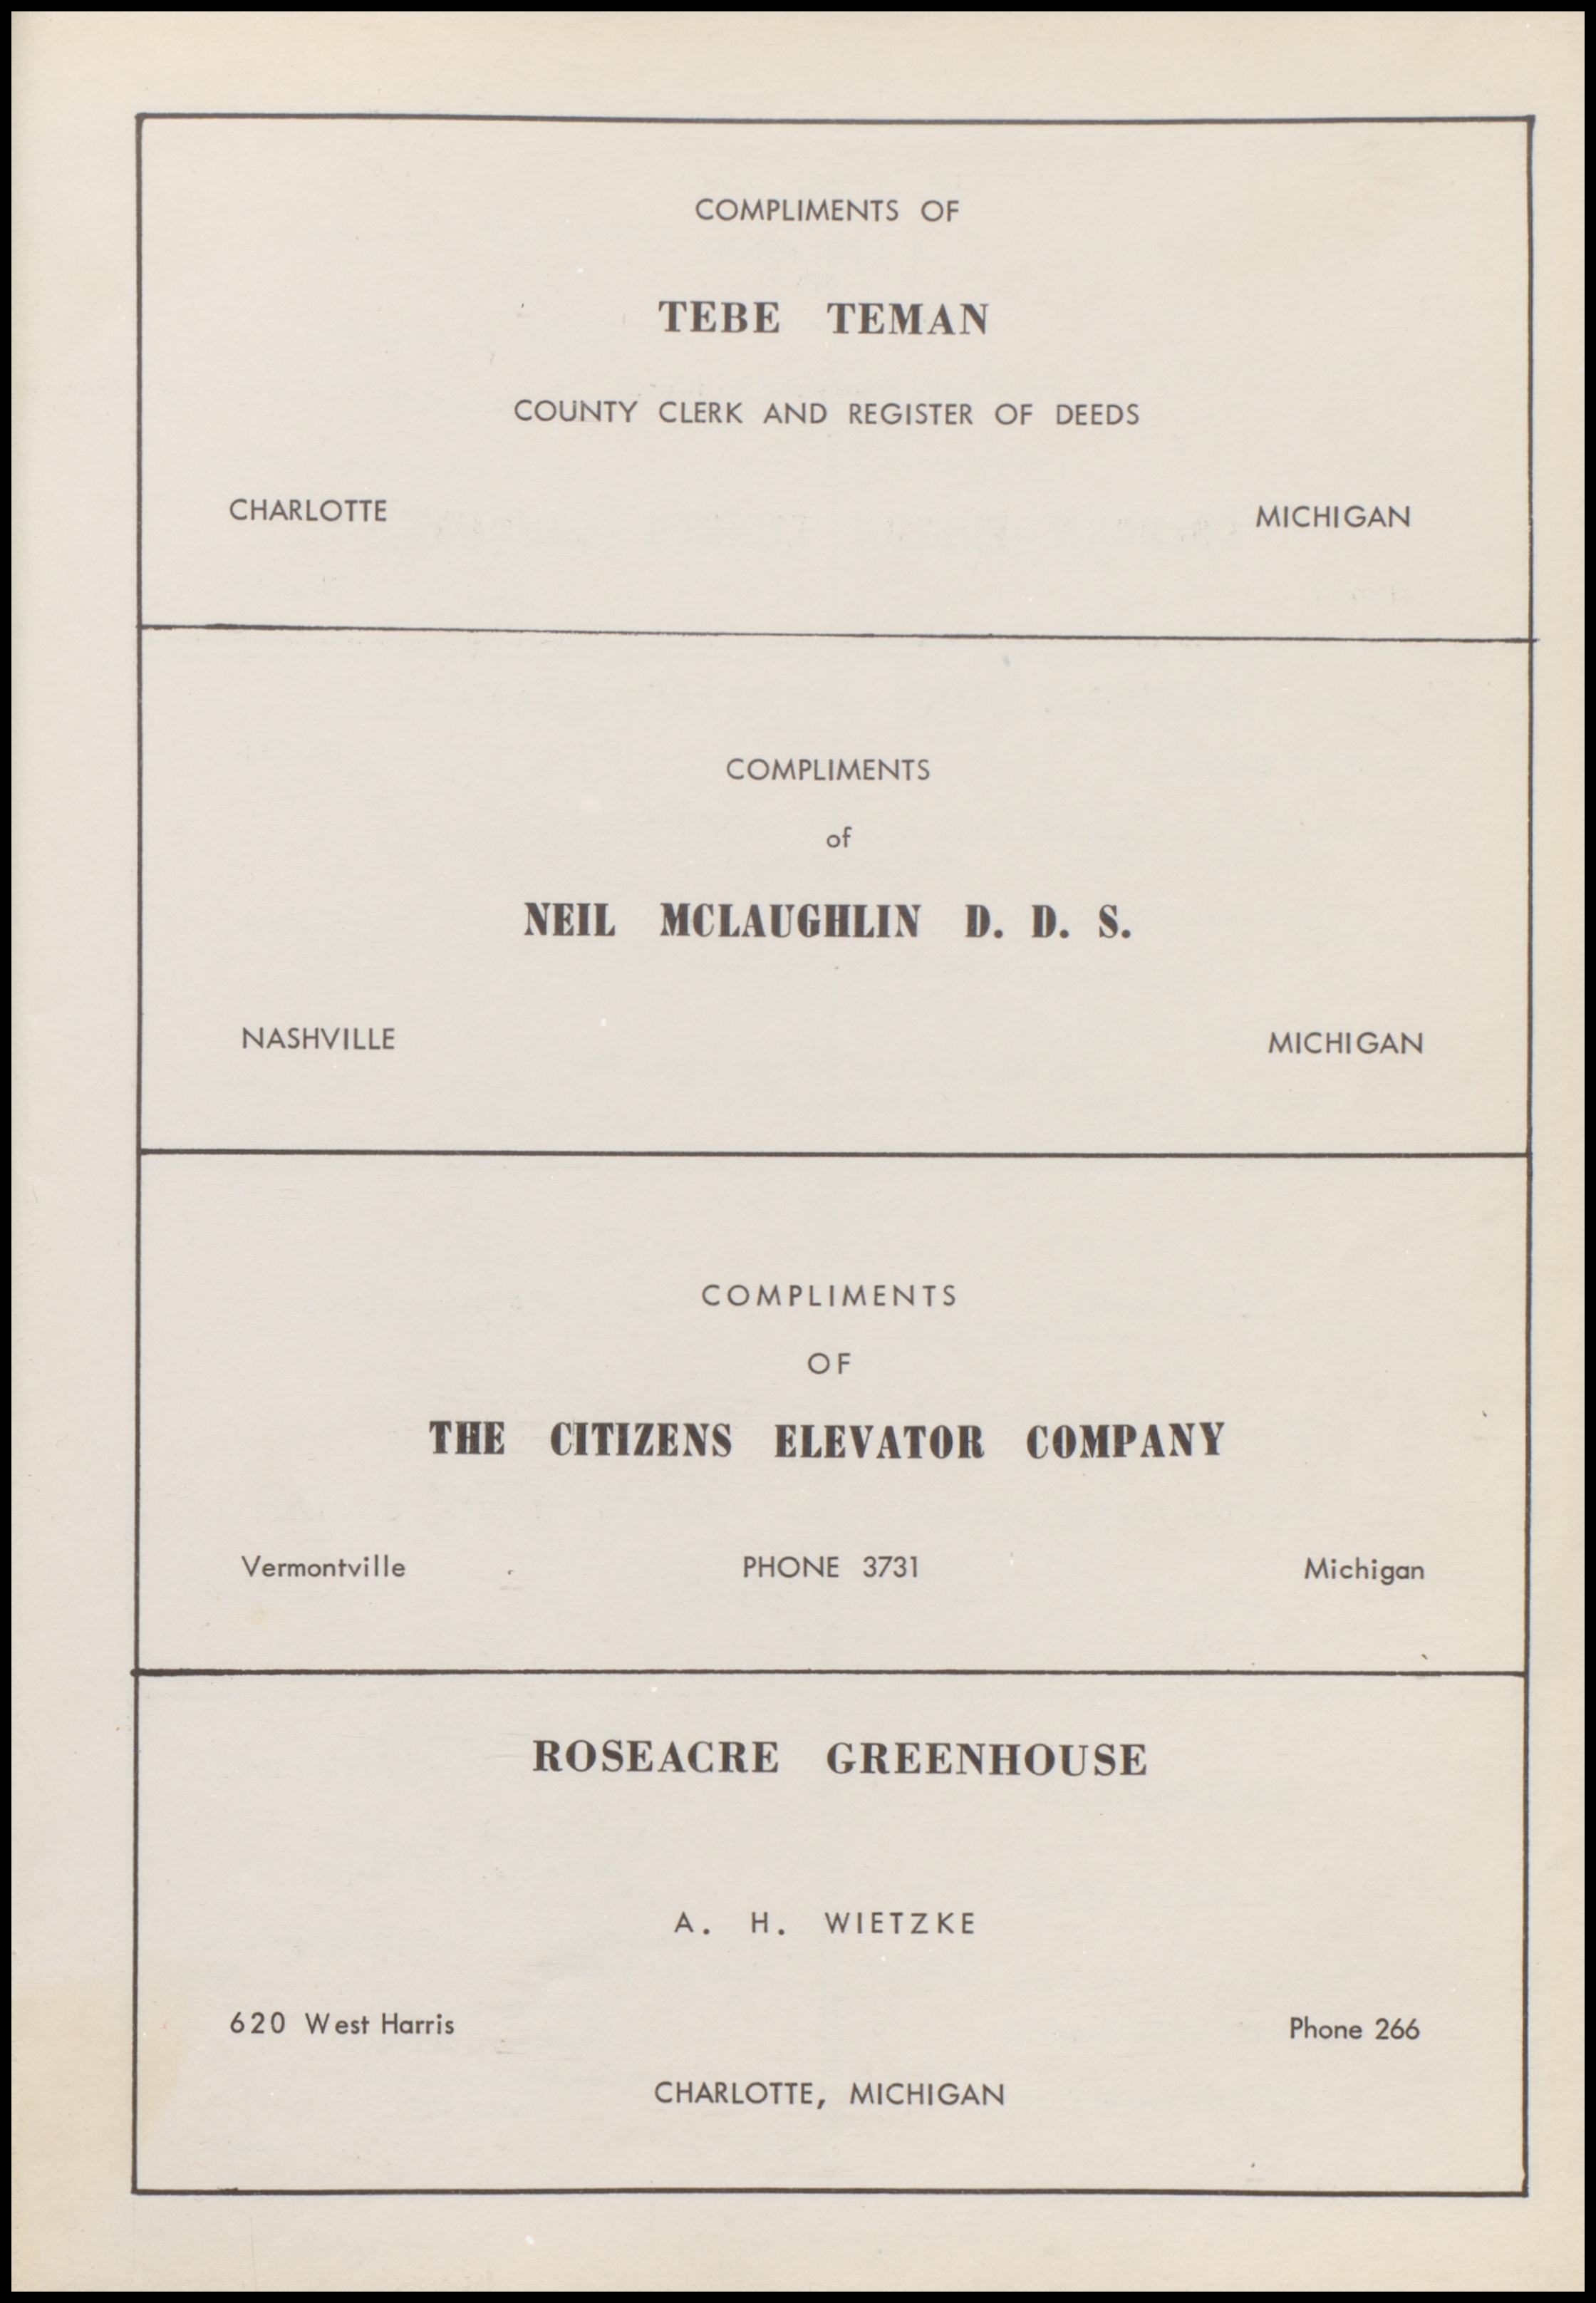 COMPLIMENTS OF
TEBE TEMAN
COUNTY CLERK AND REGISTER OF DEEDS
CHARLOTTE MICHIGAN
COMPLIMENTS
of
NEIL MCLAUGHLIN D. D. S.
NASHVILLE MICHIGAN
COMPLIMENTS
OF
THE CITIZENS ELEVATOR COMPANY
Vermontville PHONE 3731 Michigan
ROSEACRE GREENHOUSE
A. H. WIETZKE
620 West Harris Phone 266
CHARLOTTE, MICHIGAN